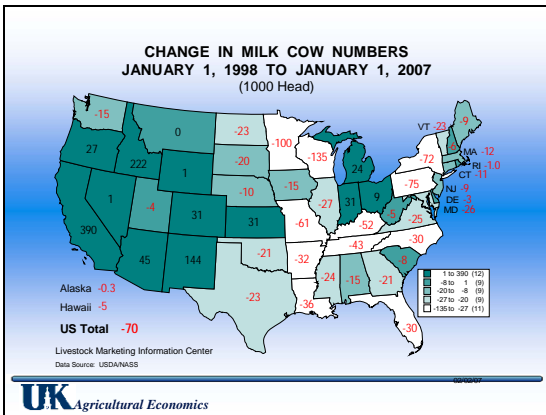 CHANGE IN MILK COW NUMBERS
JANUARY 1, 1998 TO JANUARY 1, 2007
(1000 Head)
-15
0
-23
-100
VT -23
-9
-6
27
222
1
-20
-135
24
-72
MA -12
RI -1.0
CT -11
1
-4
-10
-15
-27
31
9
-75
NJ -9
DE -3
MD -26
390
31
31
-61
-52
-5
-25
45
144
-21
-32
-43
-30
-8
-23
-36
-24
-15
-21
-30
Alaska -0.3
Hawaii -5
US Total -70
1 to 390 (12)
-8 to 1 (9)
-20 to -8 (9)
-27 to -20 (9)
-135 to -27 (11)
Livestock Marketing Information Center
Data Source: USDA/NASS
02/02/07
UK Agricultural Economics